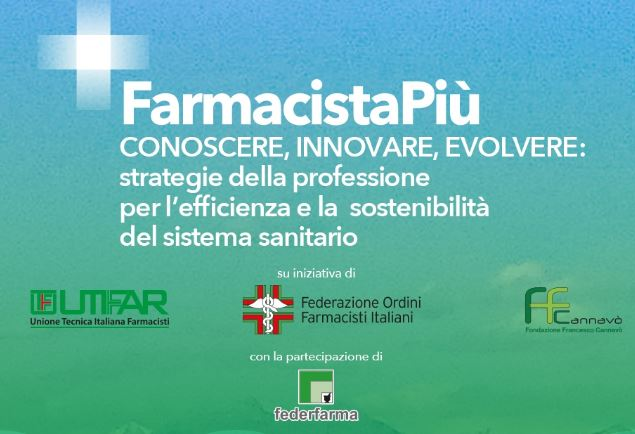 FarmacistaPiù
CONOSCERE, INNOVARE, EVOLVERE:
strategie della professione
per l'efficienza e la sostenibilità
del sistema sanitario
su iniziativa di
UTIFAR
Unione Tecnica Italiana Farmacisti
Federazione Ordini
Farmacisti Italiani
FFCannavò
Fondazione Francesco Cannavò
con la partecipazione di
federfarma